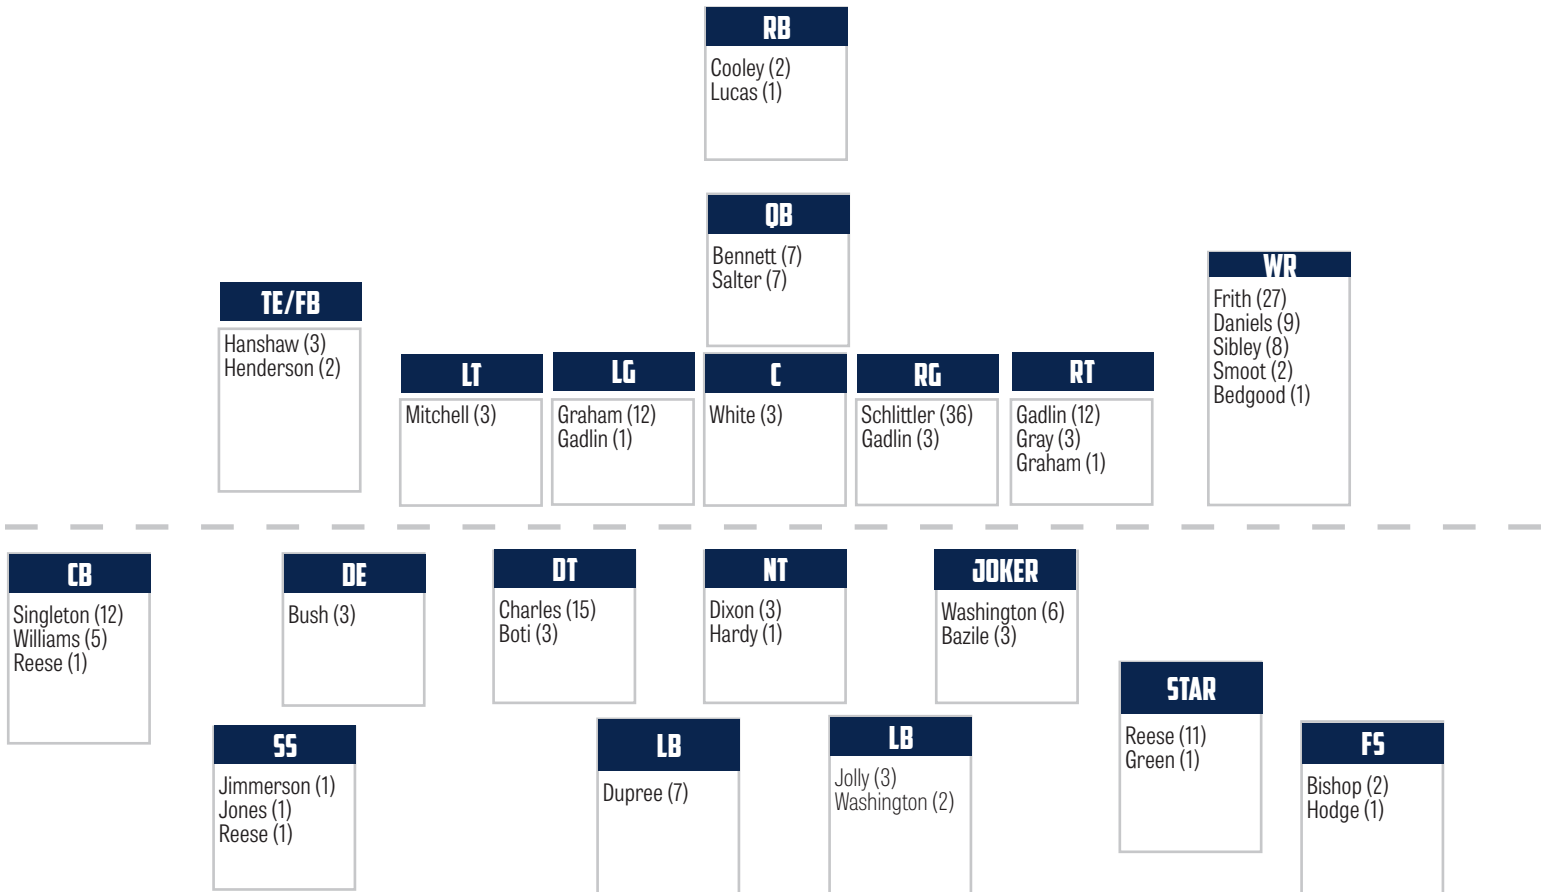 RB
Cooley (2)
Lucas (1)
QB
Bennett (7)
Salter (7)
TE/FB
Hanshaw (3)
Henderson (2)
LT
Mitchell (3)
LG
Graham (12)
Gadlin (1)
C
White (3)
RG
Schlittler (36)
Gadlin (3)
RT
Gadlin (12)
Gray (3)
Graham (1)
WR
Frith (27)
Daniels (9)
Sibley (8)
Smoot (2)
Bedgood (1)
CB
Singleton (12)
Williams (5)
Reese (1)
DE
Bush (3)
DT
Charles (15)
Boti (3)
NT
Dixon (3)
Hardy (1)
JOKER
Washington (6)
Bazile (3)
STAR
Reese (11)
Green (1)
SS
Jimmerson (1)
Jones (1)
Reese (1)
LB
Dupree (7)
LB
Jolly (3)
Washington (2)
FS
Bishop (2)
Hodge (1)